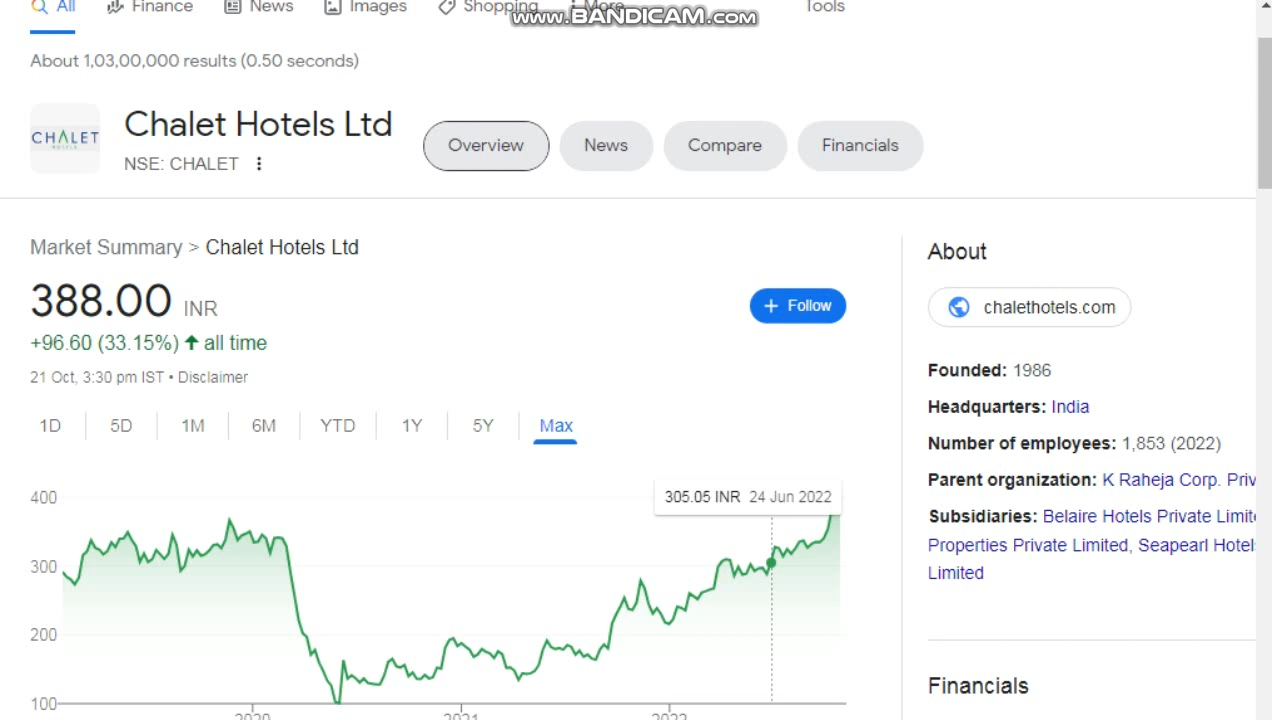 All Finance News Images Shopping More Tools
www.BANDICAM.com
About 1,03,00,000 results (0.50 seconds)
CHALET
HOTELS
Chalet Hotels Ltd
NSE: CHALET
Overview News Compare Financials
Market Summary > Chalet Hotels Ltd
388.00 INR
+ Follow
+96.60 (33.15%) all time
21 Oct, 3:30 pm IST • Disclaimer
1D 5D 1M 6M YTD 1Y 5Y Max
305.05 INR 24 Jun 2022
400
300
200
100
2020 2021 2022
About
chalethotels.com
Founded: 1986
Headquarters: India
Number of employees: 1,853 (2022)
Parent organization: K Raheja Corp. Priv
Subsidiaries: Belaire Hotels Private Limite
Properties Private Limited, Seapearl Hotel
Limited
Financials